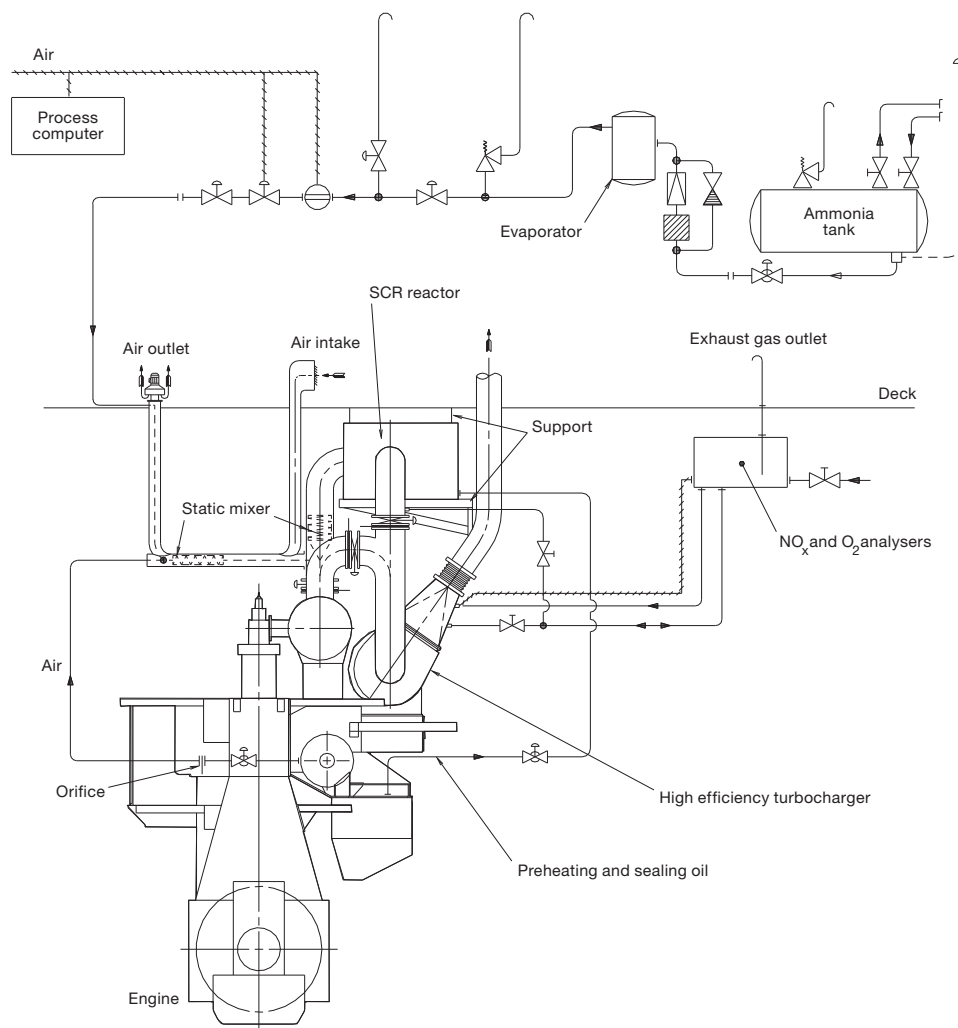 Air
Process
computer
Evaporator
Ammonia
tank
SCR reactor
Air intake
Air outlet
Exhaust gas outlet
Deck
Support
Static mixer
NOx and O2 analysers
Air
Orifice
High efficiency turbocharger
Preheating and sealing oil
Engine